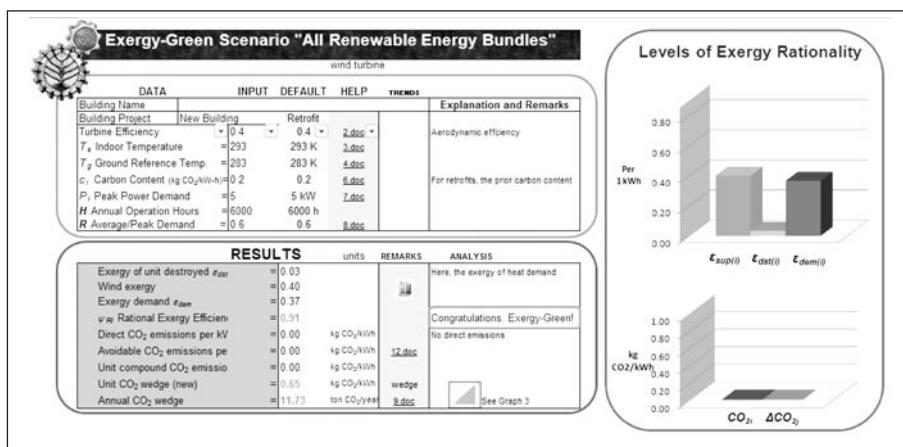 Exergy-Green Scenario "All Renewable Energy Bundles"
wind turbine
DATA INPUT DEFAULT HELP TRENDS
Building Name Explanation and Remarks
Building Project New Building Retrofit
Turbine Efficiency 0.4 0.4 2.doc Aerodynamic effciency
Indoor Temperature =293 293 K 3.doc
Ground Reference Temp. =283 283 K 4.doc
Carbon Content (kg CO₂/kW-h)=0.2 0.2 6.doc For retrofits, the prior carbon content
Peak Power Demand =5 5 kW 7.doc
H Annual Operation Hours =6000 6000 h
R Average/Peak Demand =0.6 0.6 8.doc
RESULTS units REMARKS ANALYSIS
Exergy of unit destroyed ε_dst = 0.03 Here, the exergy of heat demand
Wind exergy = 0.40
Exergy demand ε_dem = 0.37
Rational Exergy Efficien = 0.91 Congratulations. Exergy-Green!
Direct CO₂ emissions per kV = 0.00 kg CO₂/kWh No direct emissions
Avoidable CO₂ emissions pe = 0.00 kg CO₂/kWh 12.doc
Unit compound CO₂ emissio = 0.00 kg CO₂/kWh
Unit CO₂ wedge (new) = 0.65 kg CO₂/kWh wedge
Annual CO₂ wedge = 11.73 ton CO₂/year 9.doc See Graph 3
Levels of Exergy Rationality
0.80
0.60
Per
1 kWh
0.40
0.20
0.00
ε_sup(i) ε_dst(i) ε_dem(i)
1.00
0.80
kg
CO2/kWh
0.60
0.40
0.20
0.00
CO₂ᵢ ΔCO₂ⱼ